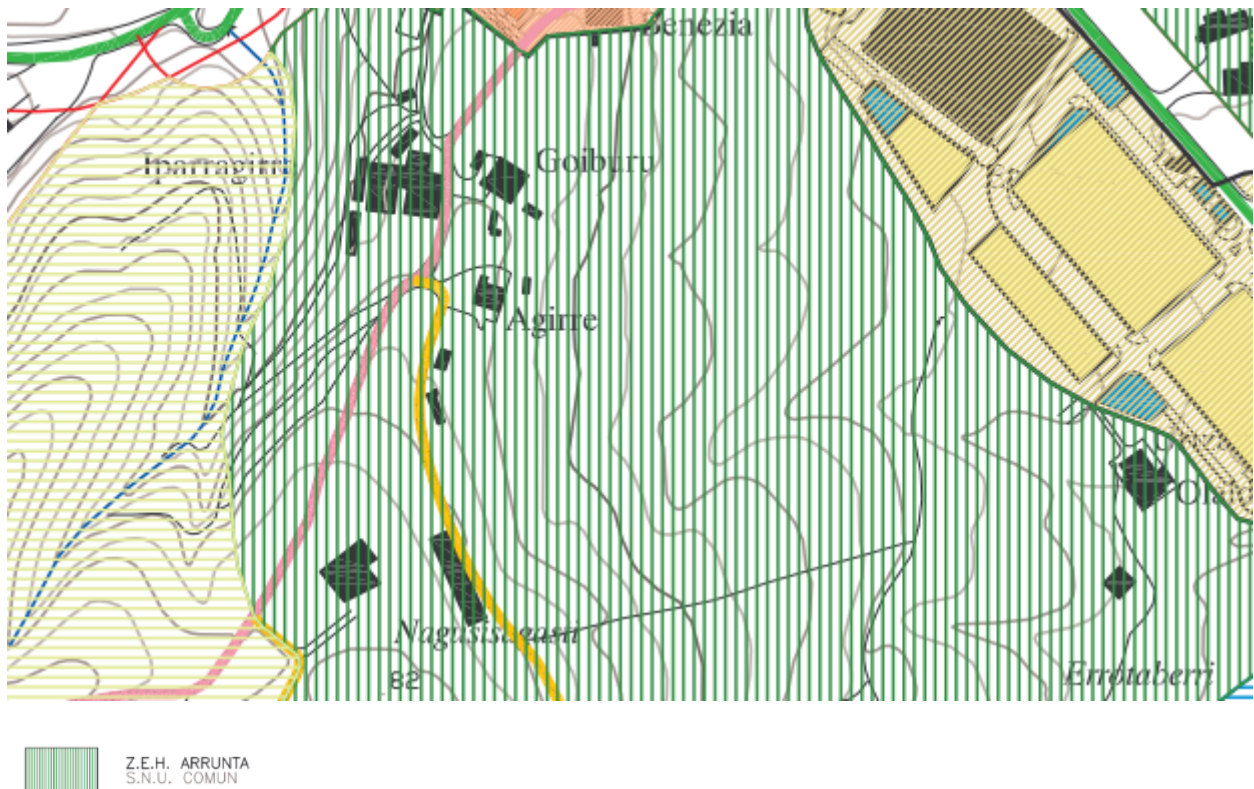 Benezia
Iparragirre
Goiburu
Agirre
Nagusisagasti
82
Errotaberri
Z.E.H. ARRUNTA
S.N.U. COMUN